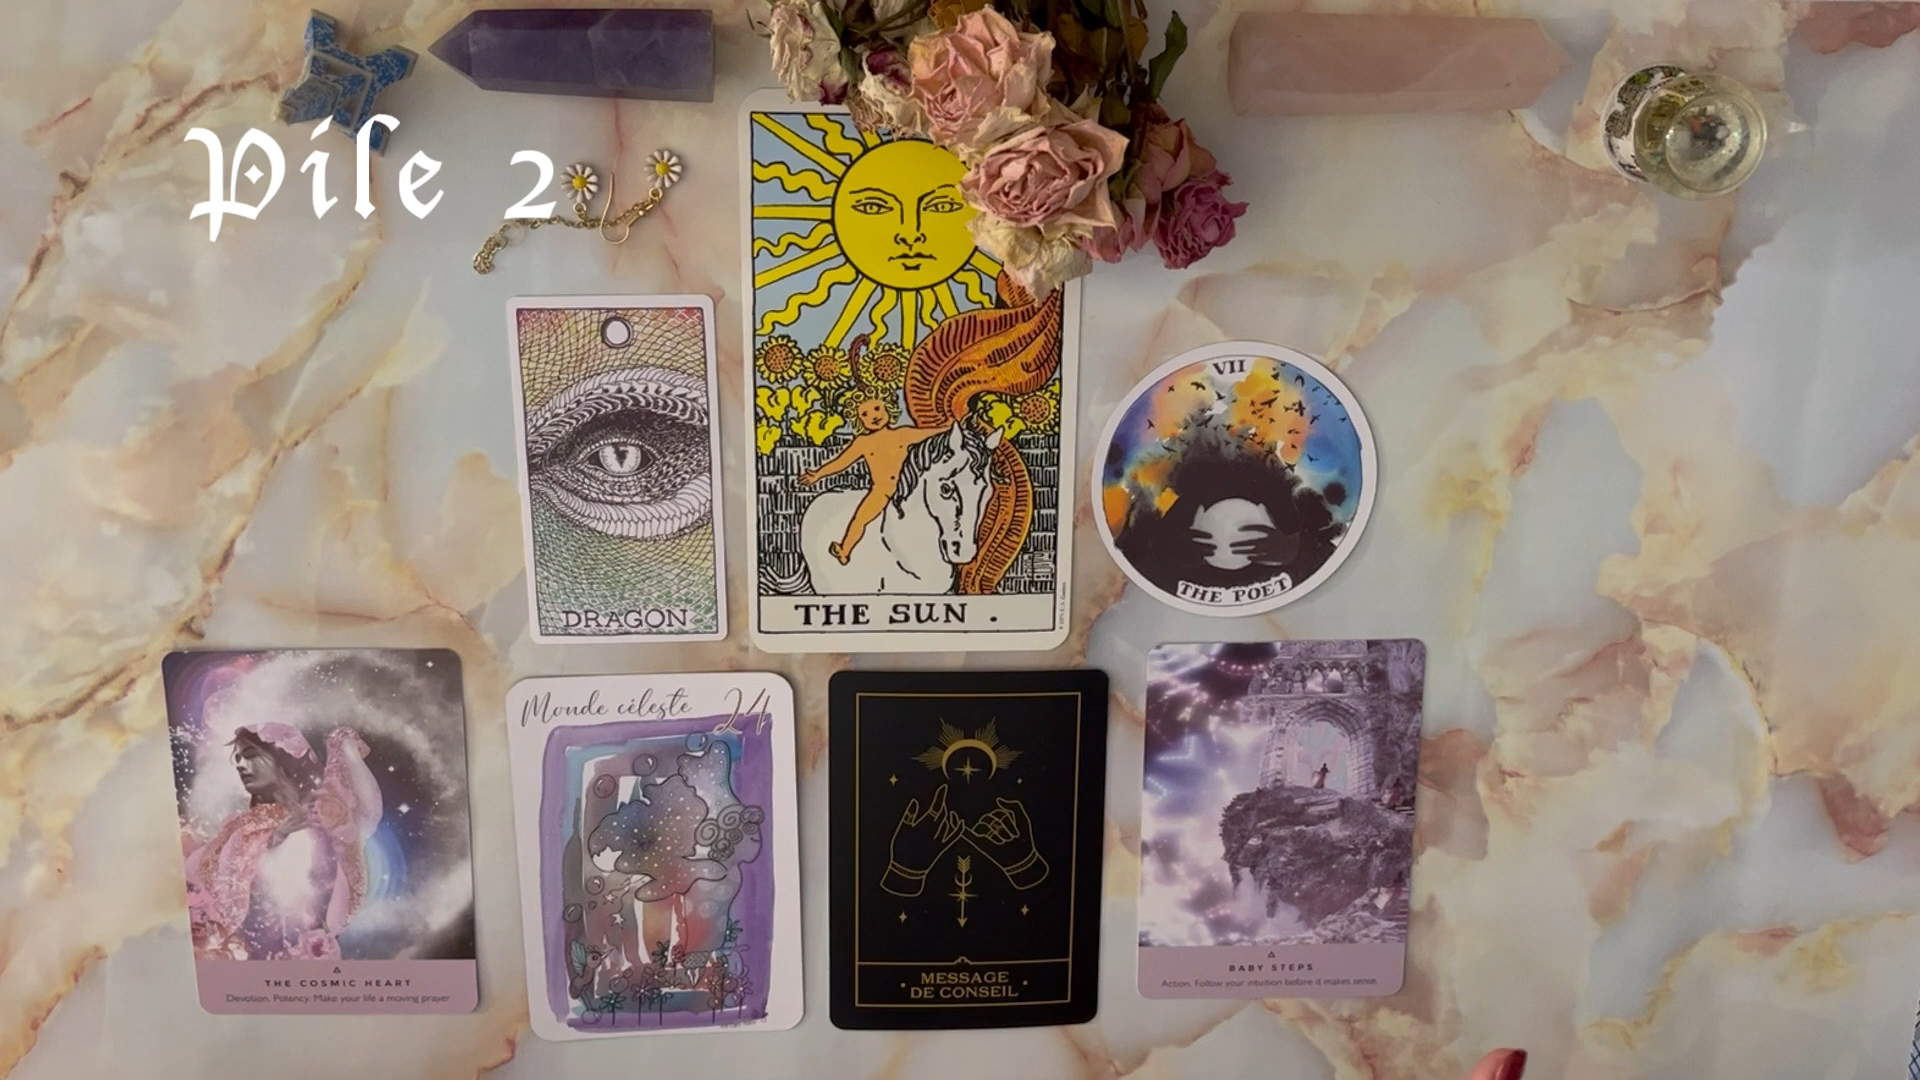 Pile 2
DRAGON
THE SUN .
VII
THE POET
THE COSMIC HEART
Devotion. Potency. Make your life a moving prayer
Monde céleste 24
MESSAGE
• DE CONSEIL •
BABY STEPS
Action. Follow your intuition before it makes sense.